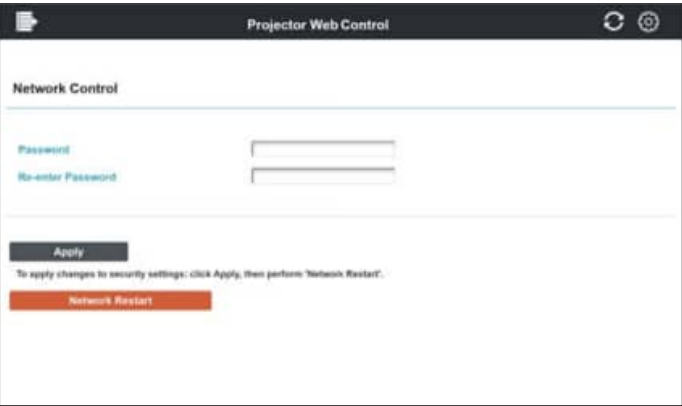 Projector Web Control
Network Control
Password
Re-enter Password
Apply
To apply changes to security settings: click Apply, then perform 'Network Restart'.
Network Restart